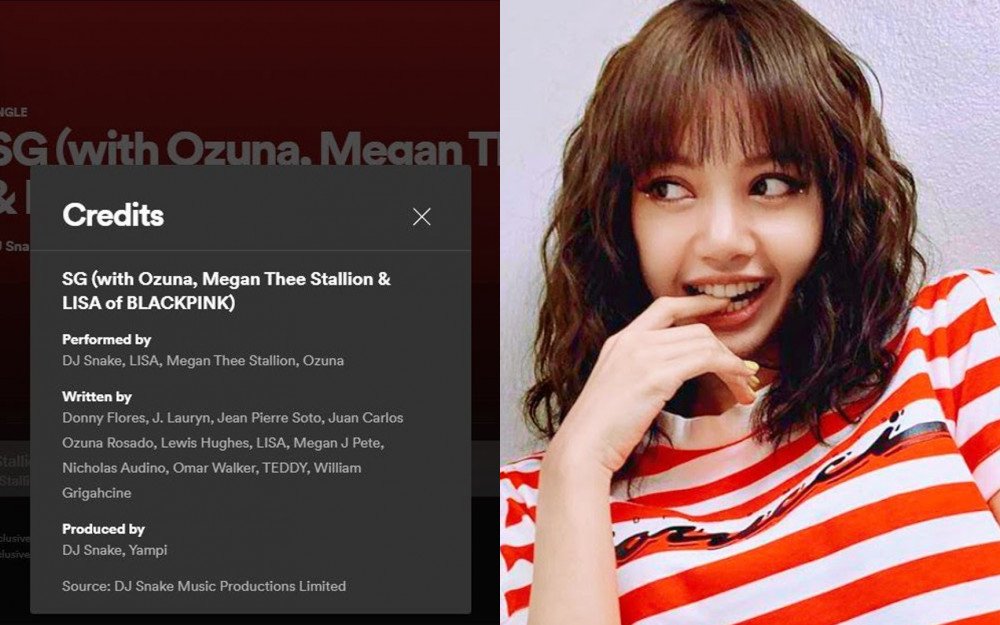 NGLE
SG (with Ozuna, Megan T
& L
J Sna
Credits
SG (with Ozuna, Megan Thee Stallion &
LISA of BLACKPINK)
Performed by
DJ Snake, LISA, Megan Thee Stallion, Ozuna
Written by
Donny Flores, J. Lauryn, Jean Pierre Soto, Juan Carlos
Ozuna Rosado, Lewis Hughes, LISA, Megan J Pete,
Nicholas Audino, Omar Walker, TEDDY, William
Grigahcine
Produced by
DJ Snake, Yampi
Source: DJ Snake Music Productions Limited
Stalli
Stalli
clusive
clusive